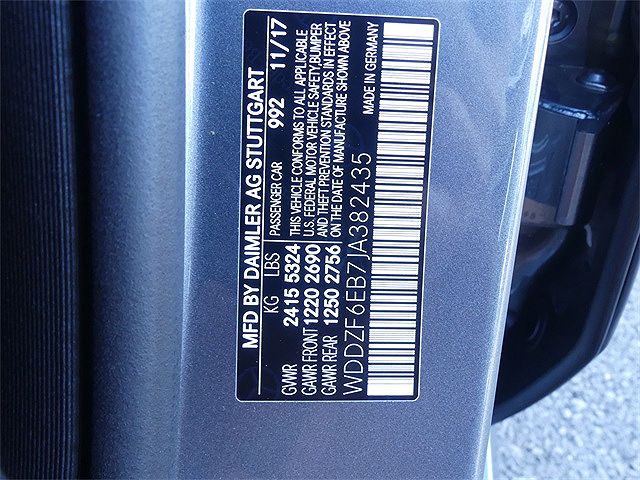 MFD BY DAIMLER AG STUTTGART
KG LBS PASSENGER CAR 992 11/17
GVWR 2415 5324 THIS VEHICLE CONFORMS TO ALL APPLICABLE
GAWR FRONT 1220 2690 U.S. FEDERAL MOTOR VEHICLE SAFETY,BUMPER
GAWR REAR 1250 2756 AND THEFT PREVENTION STANDARDS IN EFFECT
ON THE DATE OF MANUFACTURE SHOWN ABOVE
WDDZF6EB7JA382435 MADE IN GERMANY